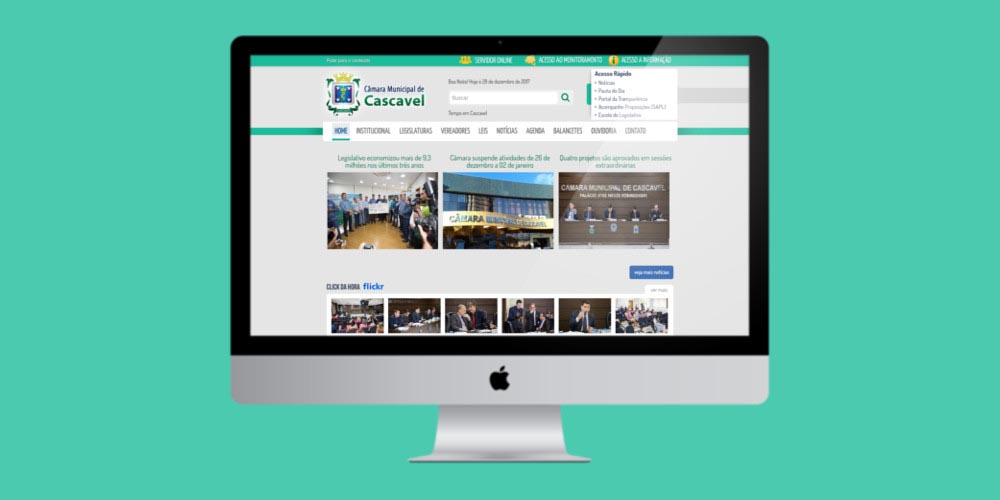 Pular para o conteúdo
SERVIDOR ONLINE
ACESSO AO MONITORAMENTO
ACESSO A INFORMAÇÃO
Câmara Municipal de
Cascavel
Boa Noite! Hoje é 28 de dezembro de 2017
Buscar
Tempo em Cascavel
Acesso Rápido
• Notícias
• Pauta do Dia
• Portal da Transparência
• Acompanhe Proposições (SAPL)
• Escola do Legislativo
HOME INSTITUCIONAL LEGISLATURAS VEREADORES LEIS NOTÍCIAS AGENDA BALANCETES OUVIDORIA CONTATO
Legislativo economizou mais de 9,3
milhões nos últimos três anos
Câmara suspende atividades de 26 de
dezembro a 02 de janeiro
Quatro projetos são aprovados em sessões
extraordinárias
CÂMARA MUNICIPAL DE CASCAVEL
CAMARA MUNICIPAL DE CASCAVEL
veja mais notícias
CLICK DA HORA flickr
ver mais